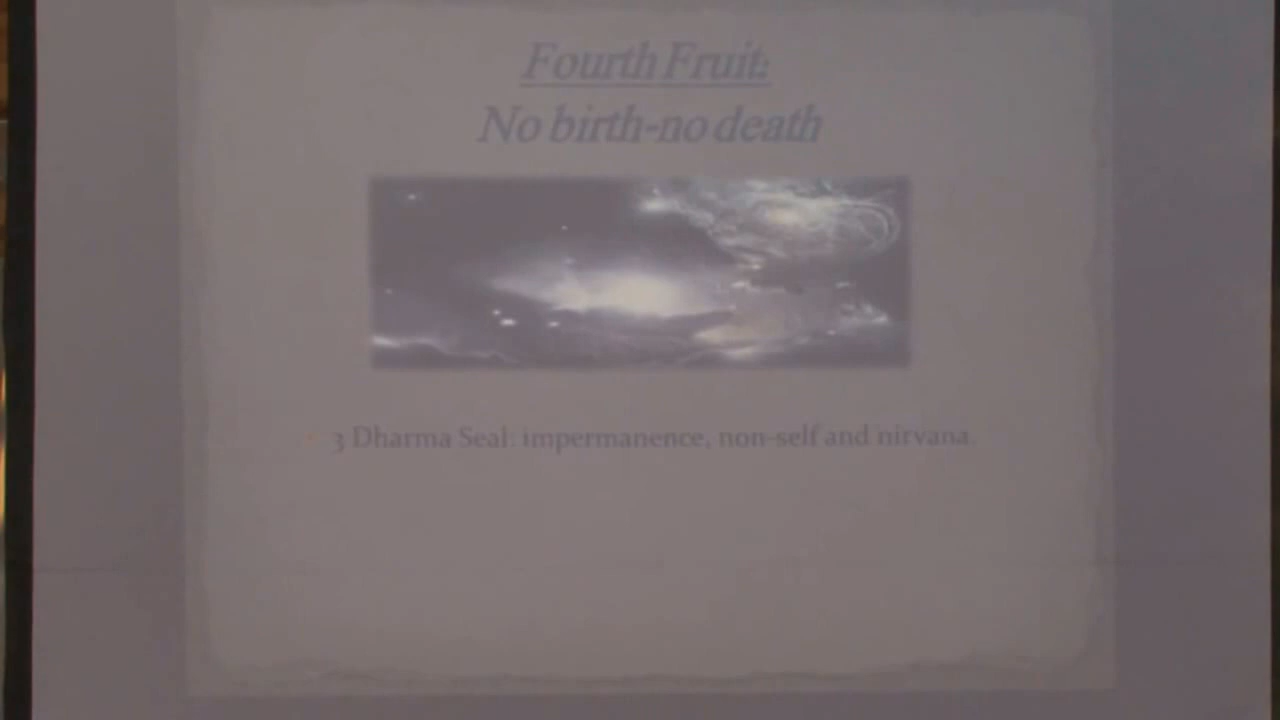 Fourth Fruit:
No birth-no death
3 Dharma Seal: impermanence, non-self and nirvana.